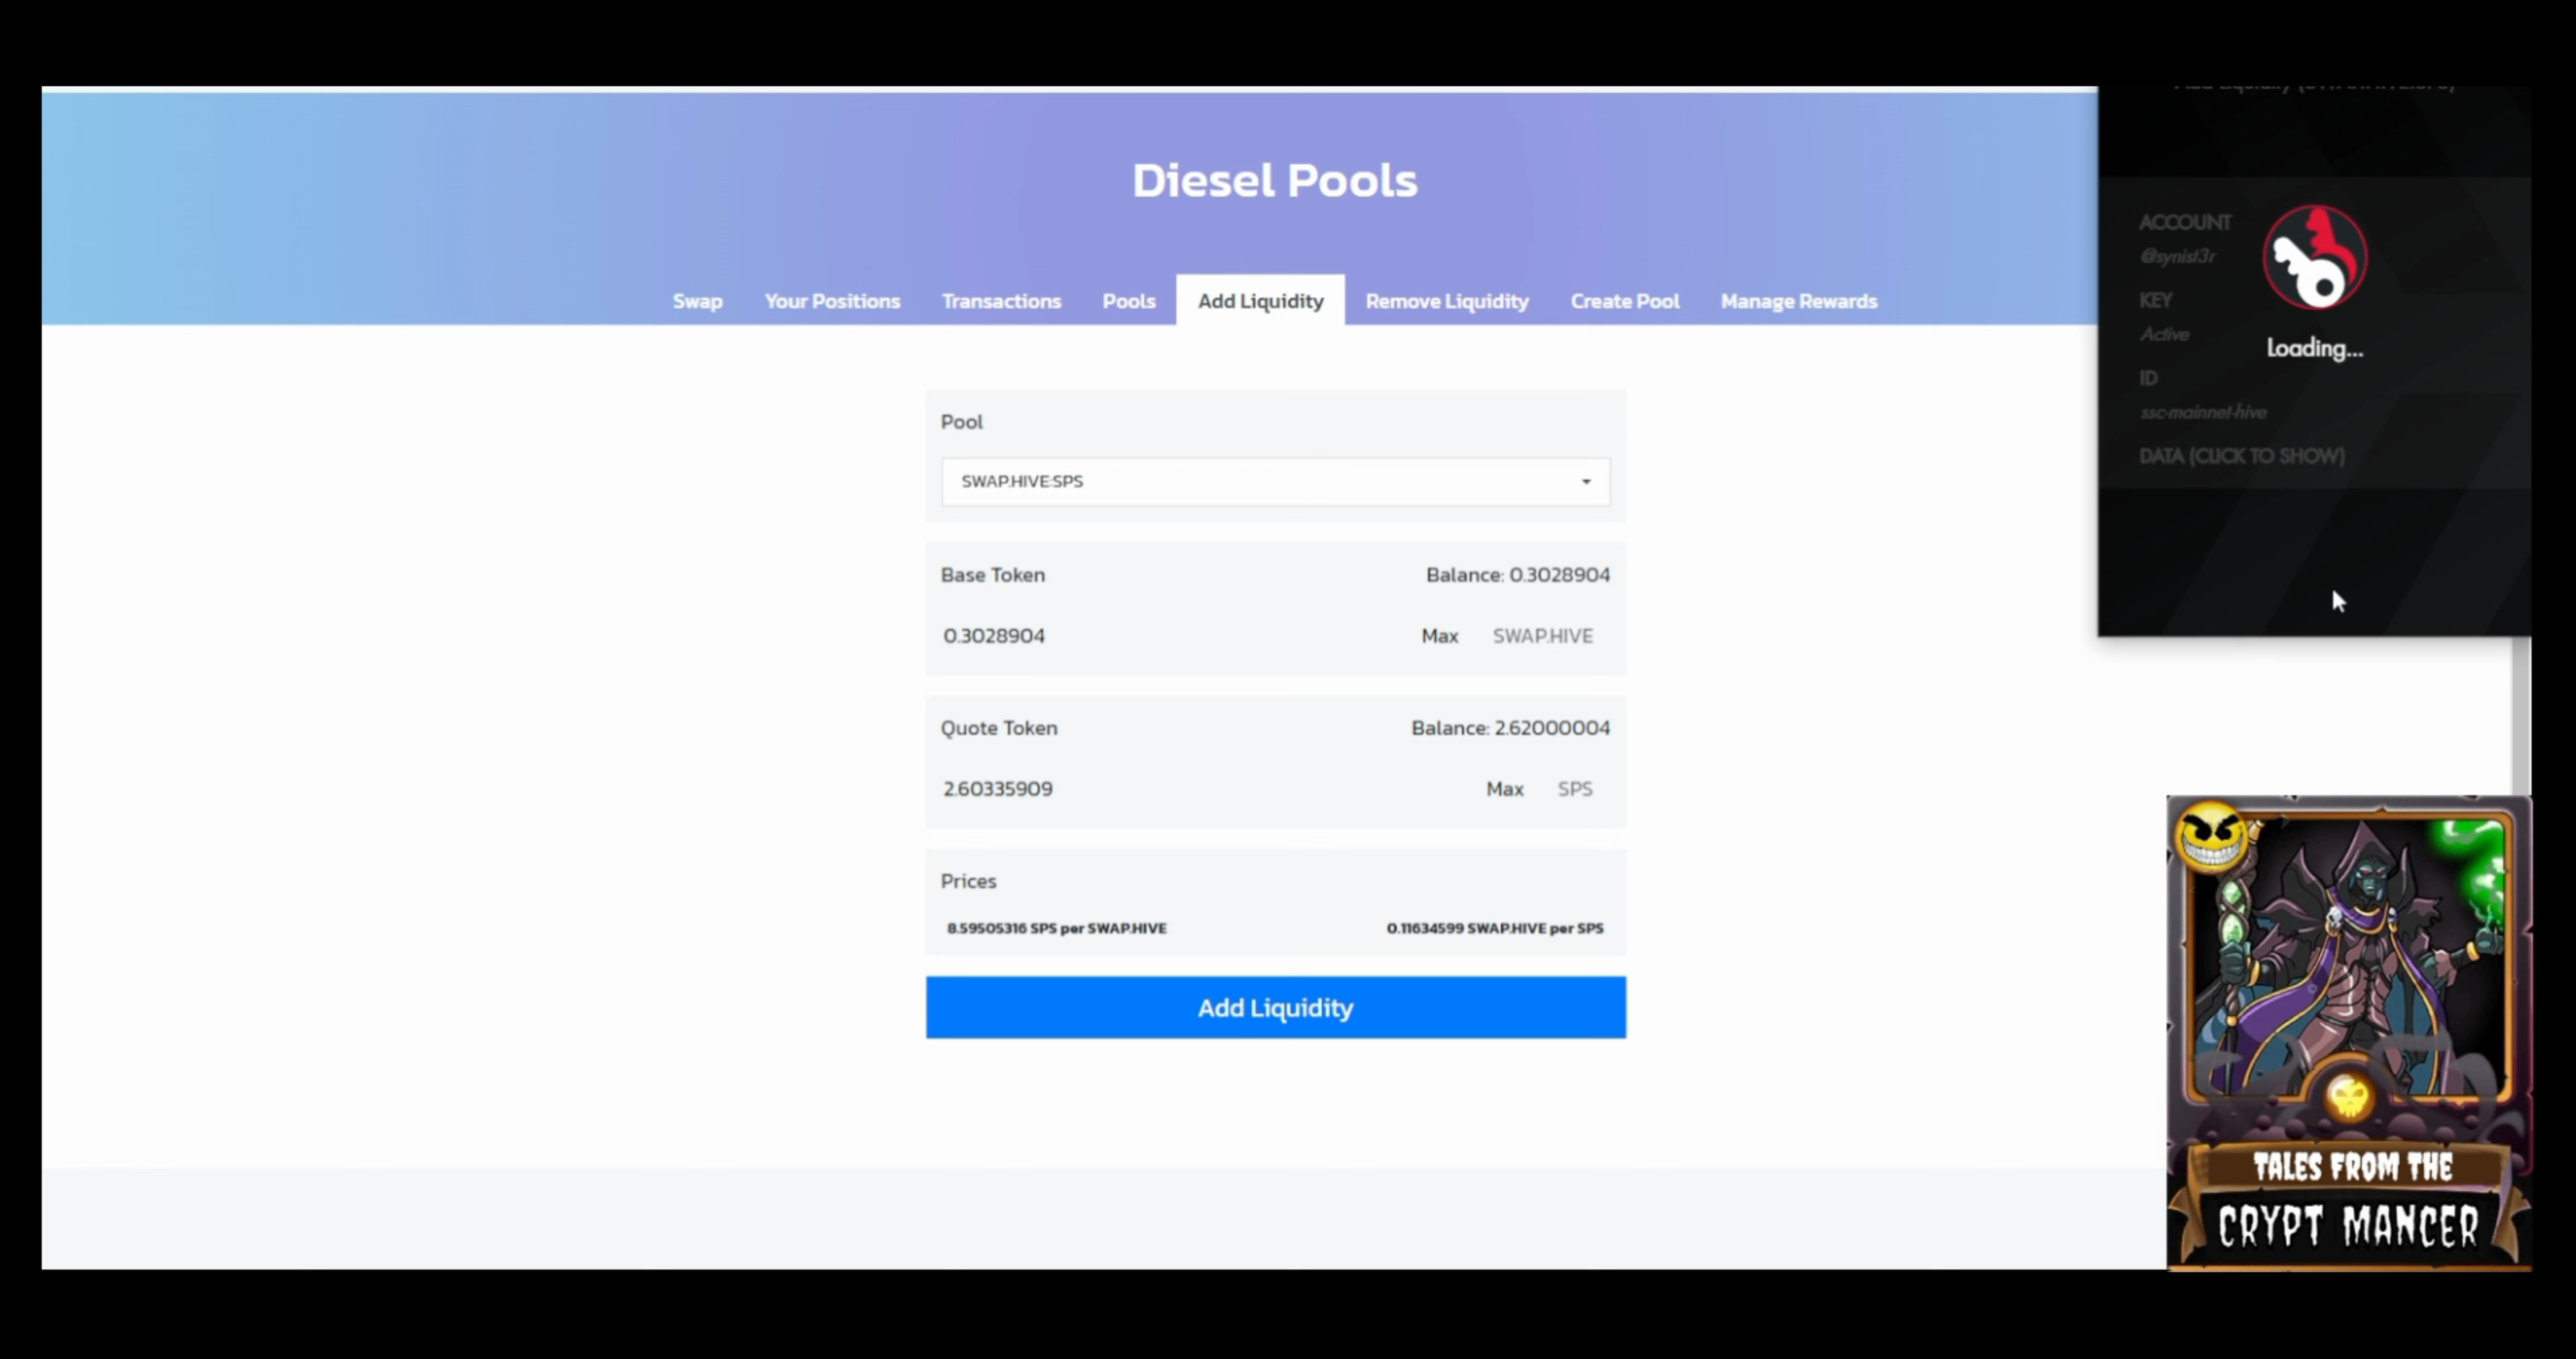 Diesel Pools
Swap Your Positions Transactions Pools Add Liquidity Remove Liquidity Create Pool Manage Rewards
Pool
SWAP.HIVE:SPS
Base Token Balance: 0.3028904
0.3028904 Max SWAP.HIVE
Quote Token Balance: 2.62000004
2.60335909 Max SPS
Prices
8.59505316 SPS per SWAP.HIVE 0.11634599 SWAP.HIVE per SPS
Add Liquidity
ACCOUNT
@synist3r
KEY
Active
Loading...
ID
ssc-mainnet-hive
DATA (CLICK TO SHOW)
TALES FROM THE
CRYPT MANCER